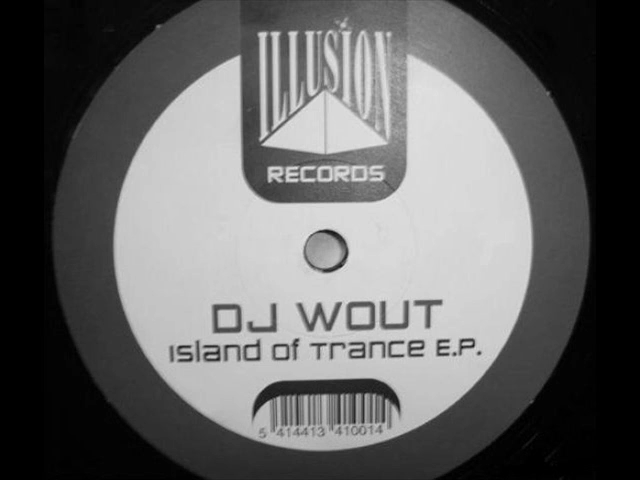 ILLUSION
RECORDS
DJ WOUT
Island of Trance E.P.
5 414413 410014